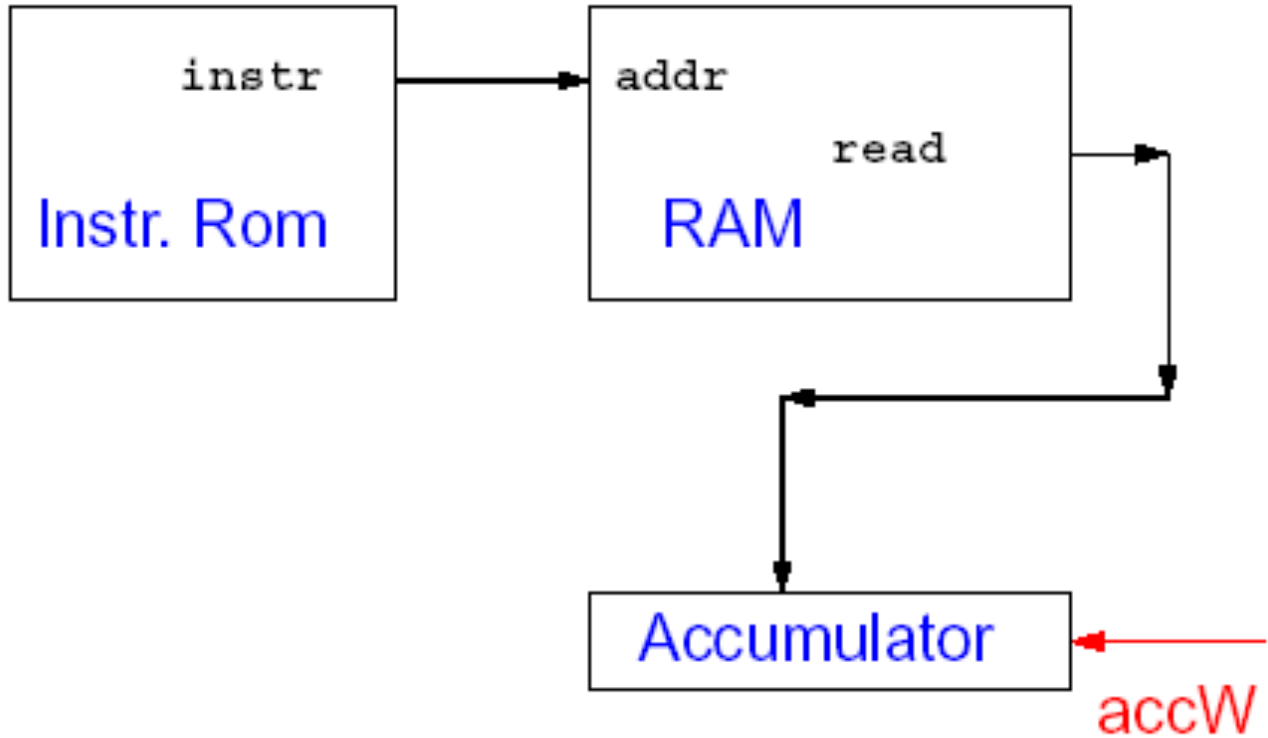 instr
addr
read
Instr. Rom
RAM
Accumulator
accW